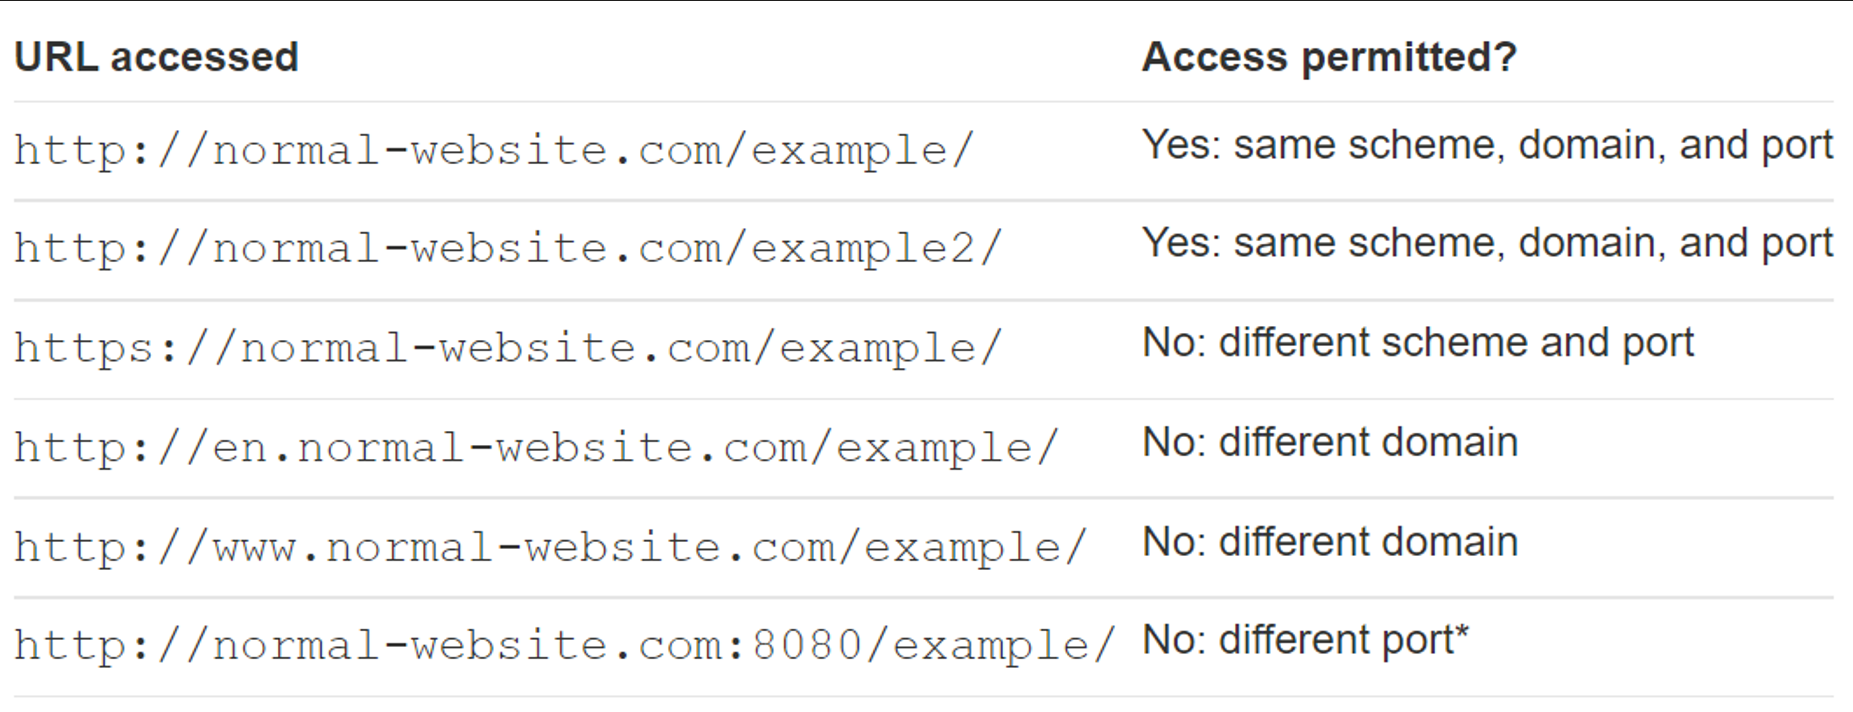 URL accessed Access permitted?
http://normal-website.com/example/ Yes: same scheme, domain, and port
http://normal-website.com/example2/ Yes: same scheme, domain, and port
https://normal-website.com/example/ No: different scheme and port
http://en.normal-website.com/example/ No: different domain
http://www.normal-website.com/example/ No: different domain
http://normal-website.com:8080/example/ No: different port*